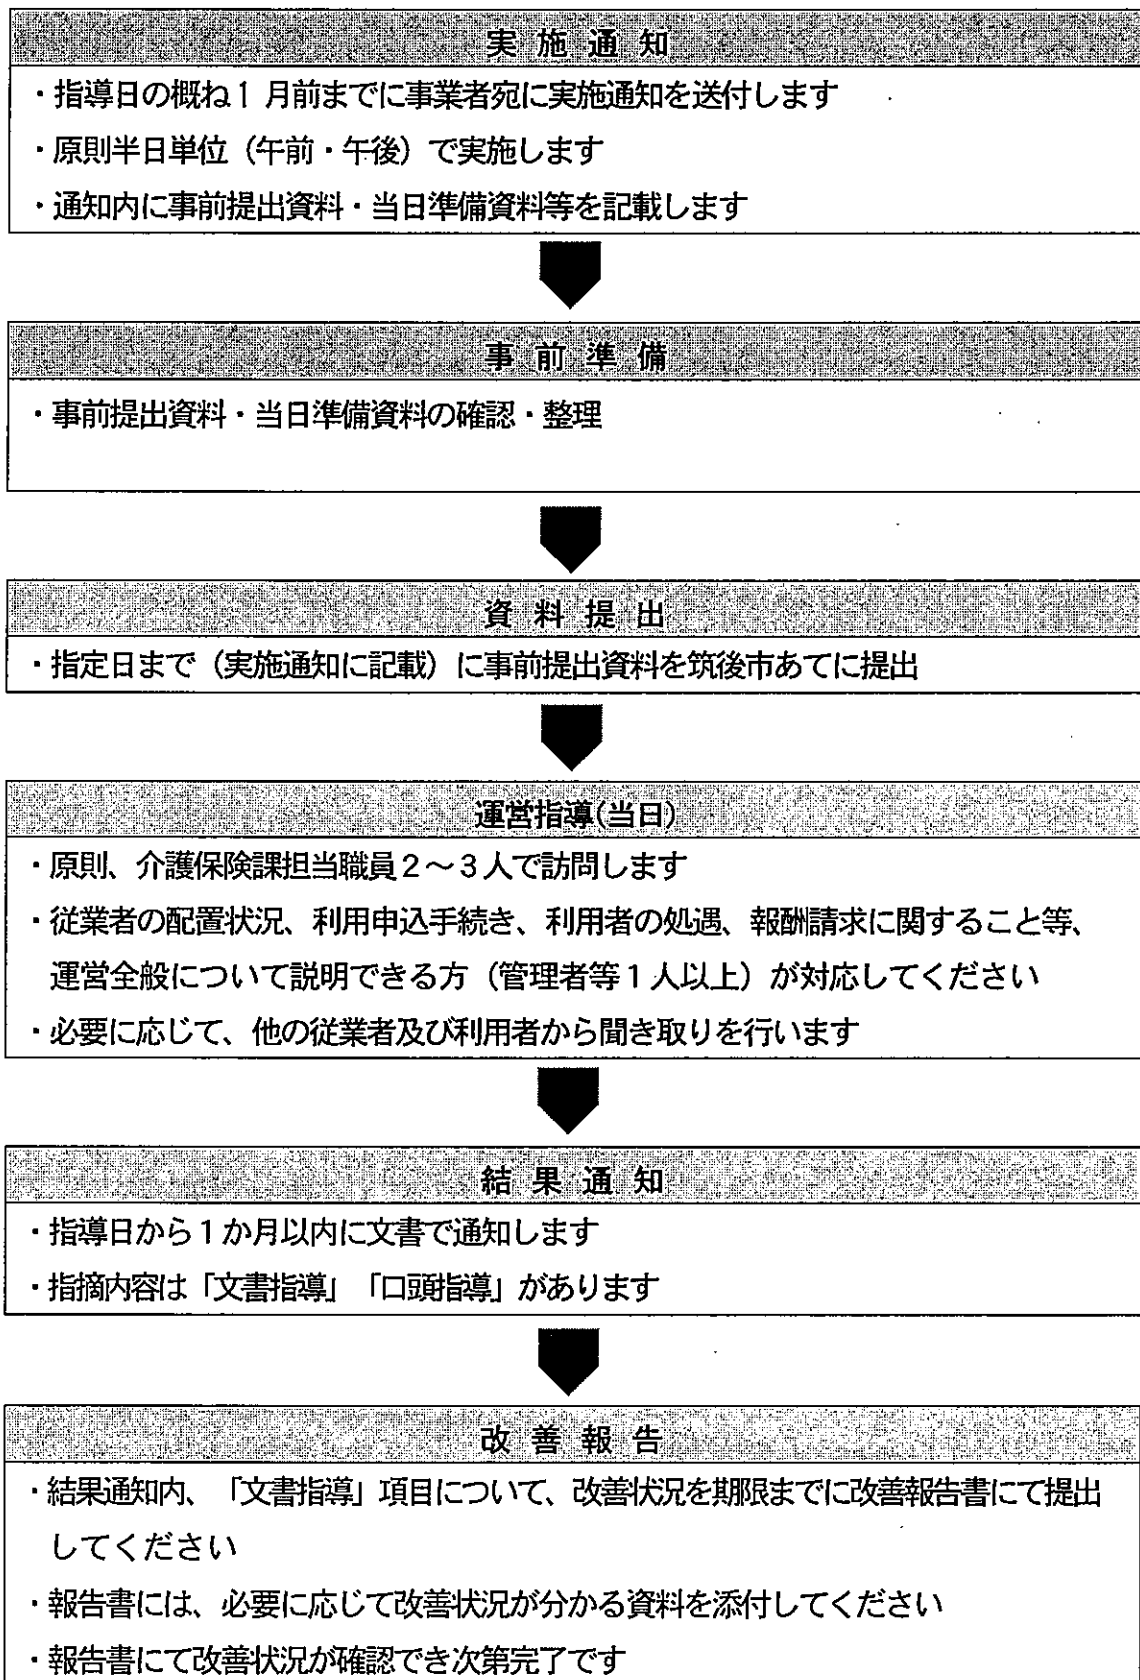 実施通知
・指導日の概ね1月前までに事業者宛に実施通知を送付します
・原則半日単位（午前・午後）で実施します
・通知内に事前提出資料・当日準備資料等を記載します
事前準備
・事前提出資料・当日準備資料の確認・整理
資料提出
・指定日まで（実施通知に記載）に事前提出資料を筑後市あてに提出
運営指導(当日)
・原則、介護保険課担当職員2～3人で訪問します
・従業者の配置状況、利用申込手続き、利用者の処遇、報酬請求に関すること等、
運営全般について説明できる方（管理者等1人以上）が対応してください
・必要に応じて、他の従業者及び利用者から聞き取りを行います
結果通知
・指導日から1か月以内に文書で通知します
・指摘内容は「文書指導」「口頭指導」があります
改善報告
・結果通知内、「文書指導」項目について、改善状況を期限までに改善報告書にて提出
してください
・報告書には、必要に応じて改善状況が分かる資料を添付してください
・報告書にて改善状況が確認でき次第完了です